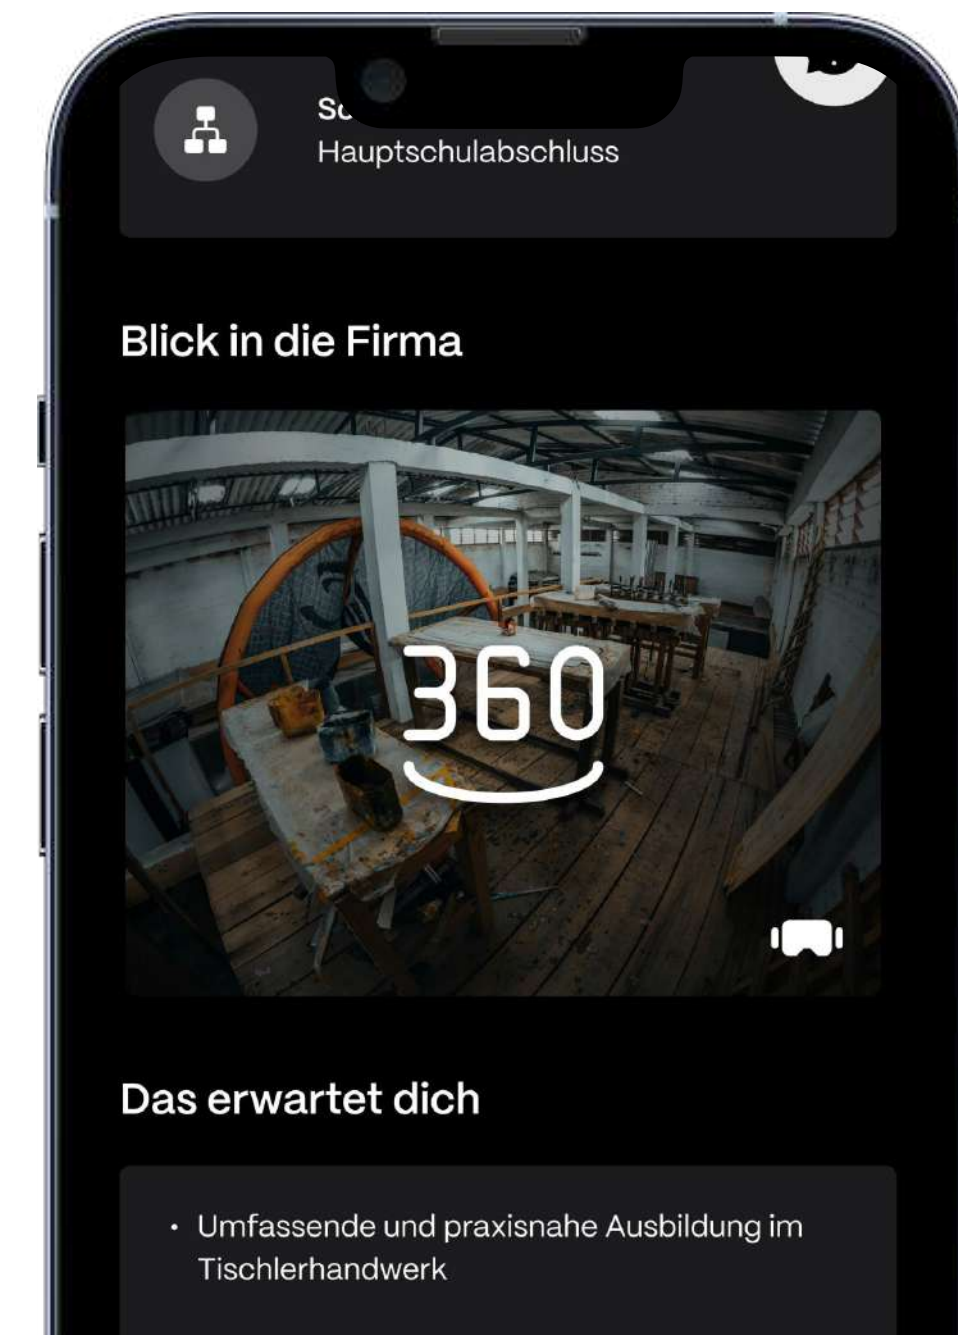 Hauptschulabschluss
Blick in die Firma
360
Das erwartet dich
• Umfassende und praxisnahe Ausbildung im
Tischlerhandwerk